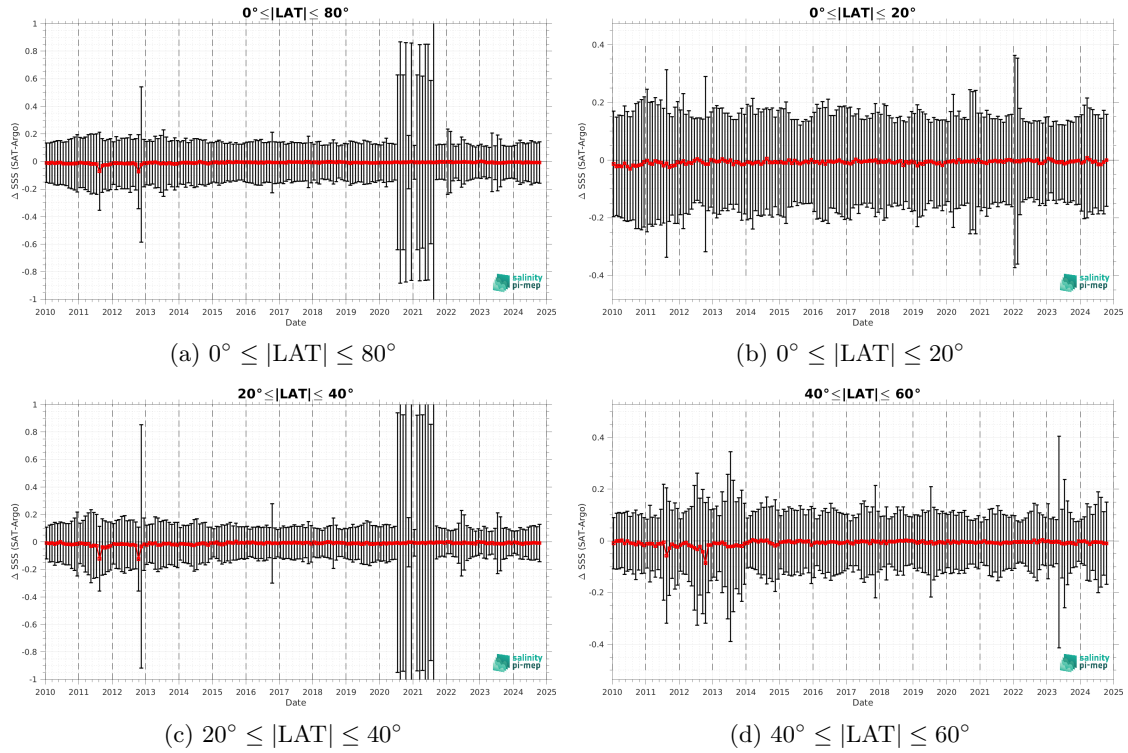 0°≤|LAT|≤ 80°
Δ SSS (SAT-Argo)
1
0.8
0.6
0.4
0.2
0
-0.2
-0.4
-0.6
-0.8
-1
2010 2011 2012 2013 2014 2015 2016 2017 2018 2019 2020 2021 2022 2023 2024 2025
Date
salinity
pi-mep
(a) 0° ≤ |LAT| ≤ 80°
0°≤|LAT|≤ 20°
Δ SSS (SAT-Argo)
0.4
0.2
0
-0.2
-0.4
2010 2011 2012 2013 2014 2015 2016 2017 2018 2019 2020 2021 2022 2023 2024 2025
Date
salinity
pi-mep
(b) 0° ≤ |LAT| ≤ 20°
20°≤|LAT|≤ 40°
Δ SSS (SAT-Argo)
1
0.8
0.6
0.4
0.2
0
-0.2
-0.4
-0.6
-0.8
-1
2010 2011 2012 2013 2014 2015 2016 2017 2018 2019 2020 2021 2022 2023 2024 2025
Date
salinity
pi-mep
(c) 20° ≤ |LAT| ≤ 40°
40°≤|LAT|≤ 60°
Δ SSS (SAT-Argo)
0.4
0.2
0
-0.2
-0.4
2010 2011 2012 2013 2014 2015 2016 2017 2018 2019 2020 2021 2022 2023 2024 2025
Date
salinity
pi-mep
(d) 40° ≤ |LAT| ≤ 60°